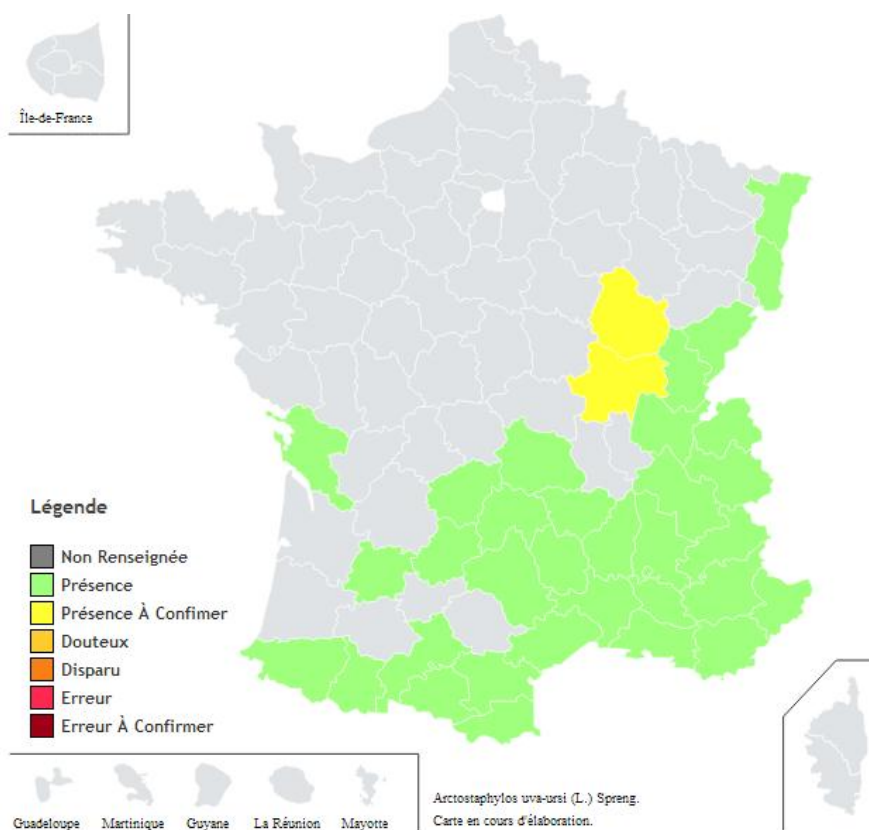 Île-de-France
Légende
Non Renseignée
Présence
Présence À Confimer
Douteux
Disparu
Erreur
Erreur À Confirmer
Guadeloupe
Martinique
Guyane
La Réunion
Mayotte
Arctostaphylos uva-ursi (L.) Spreng.
Carte en cours d'élaboration.